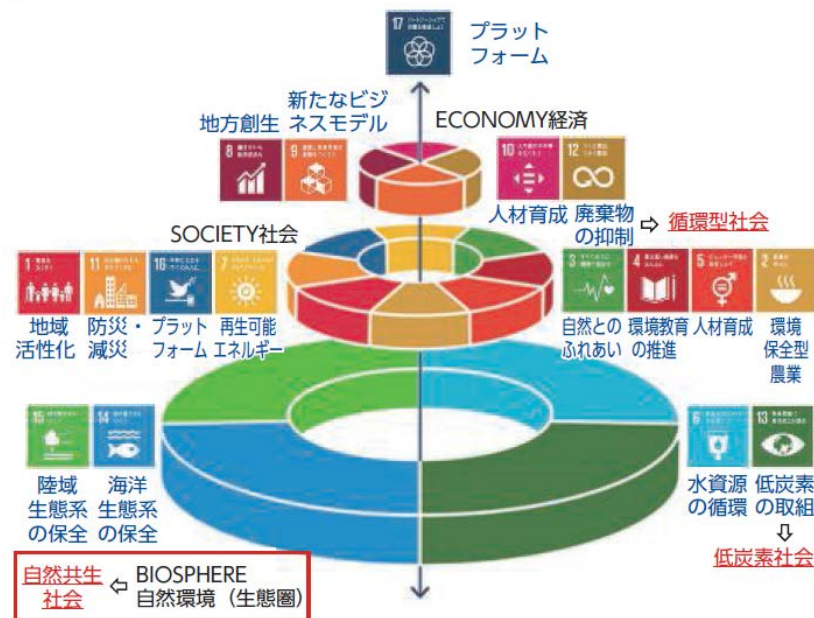 17
プラット
フォーム
地方創生
新たなビジ
ネスモデル
ECONOMY経済
8
9
10
12
人材育成
廃棄物
の抑制
⇨ 循環型社会
SOCIETY社会
1
11
16
7
3
4
5
2
地域
活性化
防災・
減災
プラット
フォーム
再生可能
エネルギー
自然との
ふれあい
環境教育
の推進
人材育成
環境
保全型
農業
15
14
6
13
陸域
生態系
の保全
海洋
生態系
の保全
水資源
の循環
低炭素
の取組
⇩
低炭素社会
自然共生
社会
⇦ BIOSPHERE
自然環境（生態圏）